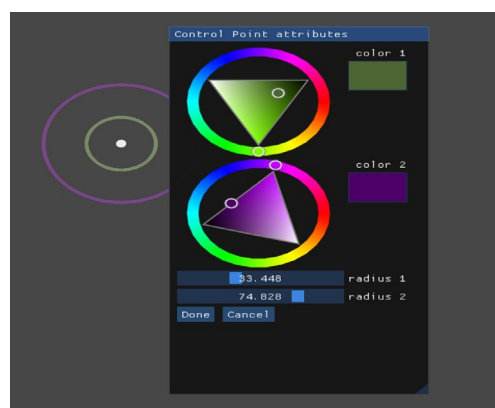 Control Point attributes
color 1
color 2
33.448 radius 1
74.828 radius 2
Done Cancel